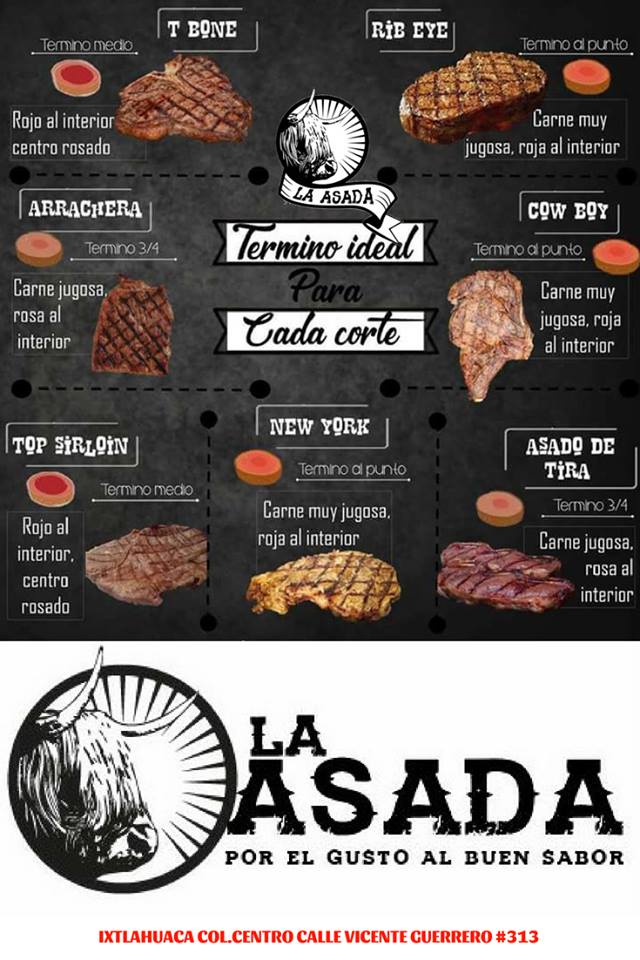 T BONE
Termino medio
Rojo al interior
centro rosado
RIB EYE
Termino al punto
Carne muy
jugosa, roja al interior
LA ASADA
ARRACHERA
Termino 3/4
Carne jugosa,
rosa al
interior
Termino ideal
Para
Cada corte
COW BOY
Termino al punto
Carne muy
jugosa, roja
al interior
TOP SIRLOIN
Termino medio
Rojo al
interior,
centro
rosado
NEW YORK
Termino al punto
Carne muy jugosa,
roja al interior
ASADO DE
TIRA
Termino 3/4
Carne jugosa,
rosa al
interior
LA
ASADA
POR EL GUSTO AL BUEN SABOR
IXTLAHUACA COL.CENTRO CALLE VICENTE GUERRERO #313